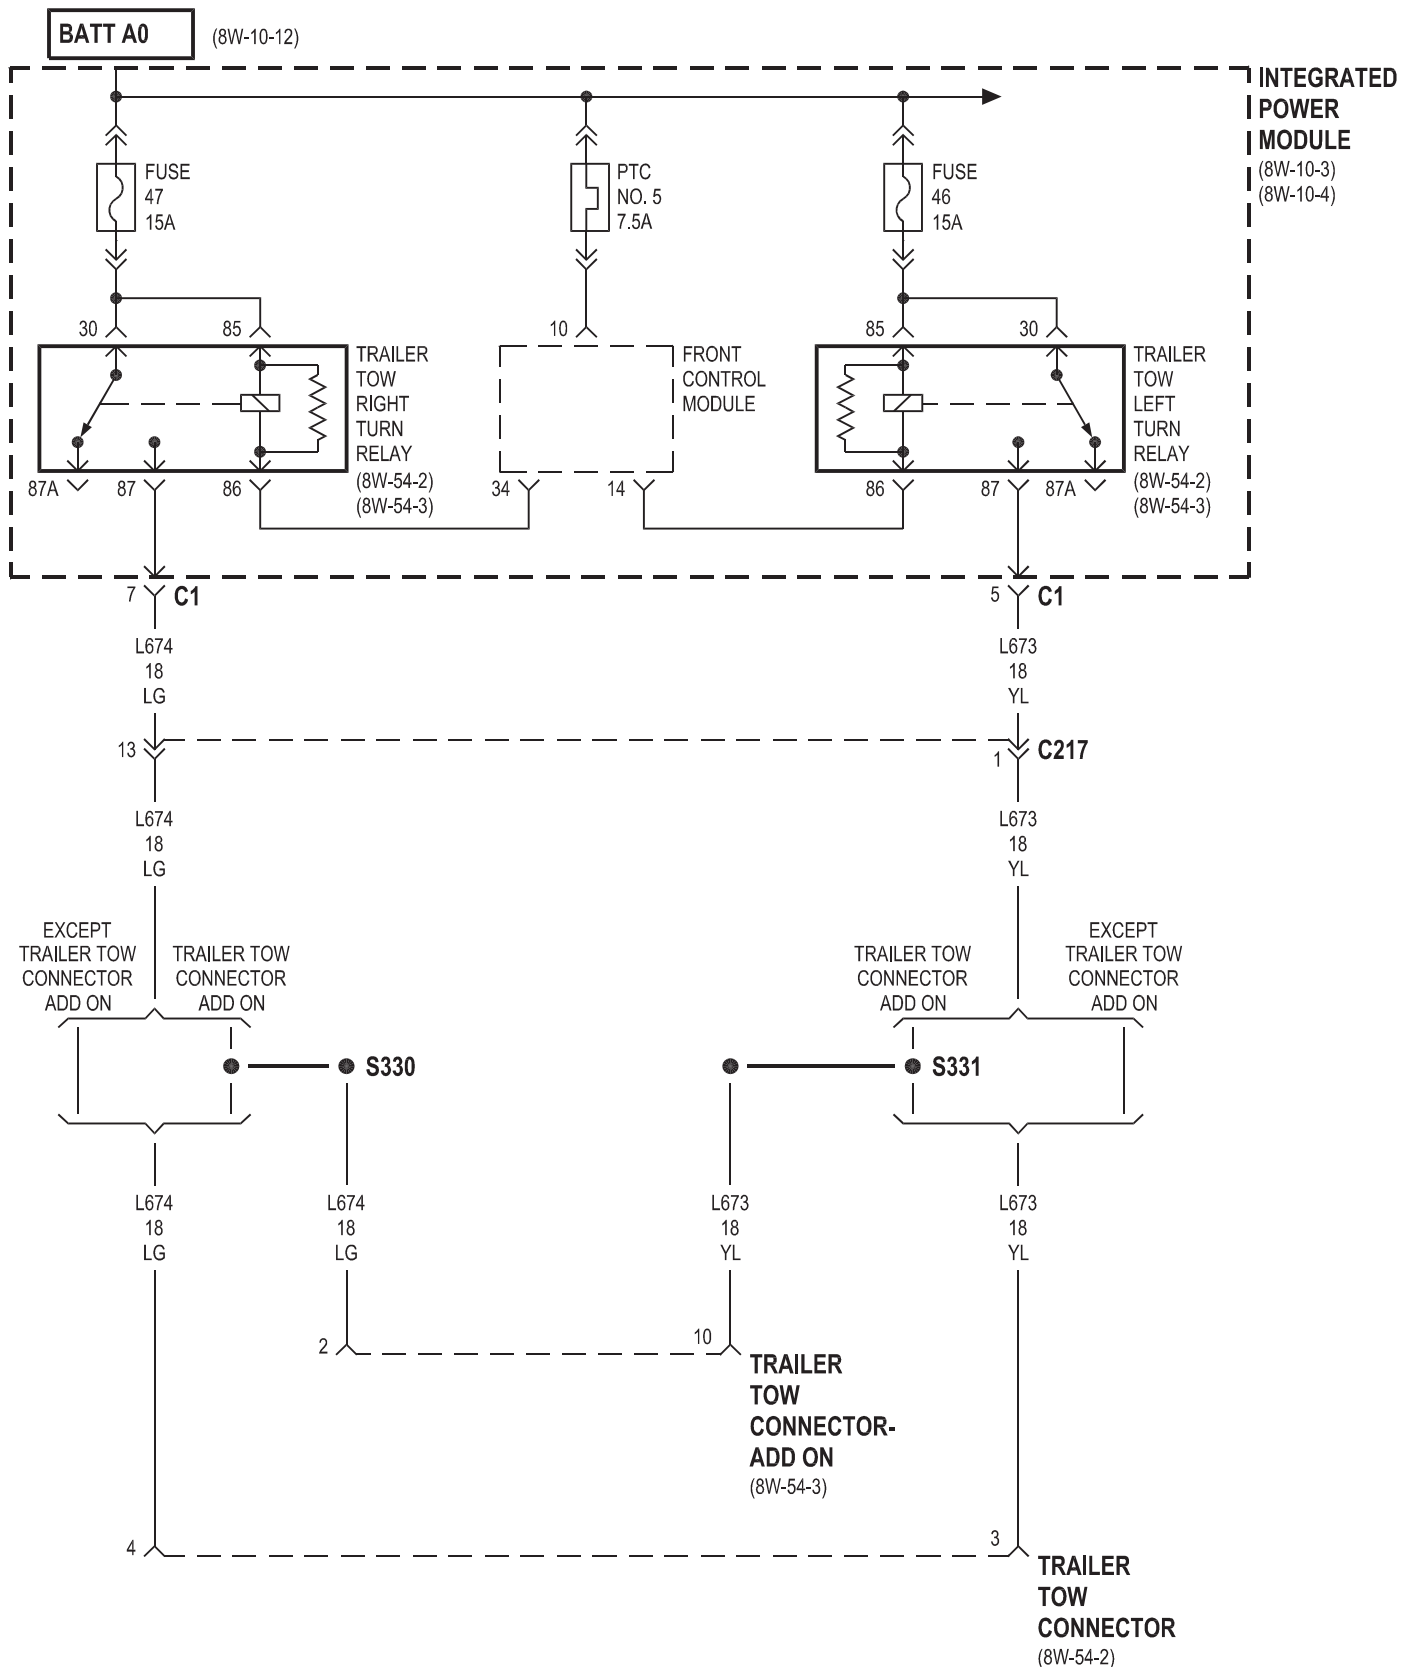 BATT A0
(8W-10-12)
INTEGRATED
POWER
MODULE
(8W-10-3)
(8W-10-4)
FUSE
47
15A
PTC
NO. 5
7.5A
FUSE
46
15A
30
85
10
85
30
TRAILER
TOW
RIGHT
TURN
RELAY
(8W-54-2)
(8W-54-3)
FRONT
CONTROL
MODULE
TRAILER
TOW
LEFT
TURN
RELAY
(8W-54-2)
(8W-54-3)
87A
87
86
34
14
86
87
87A
7
C1
5
C1
L674
18
LG
L673
18
YL
13
1
C217
L674
18
LG
L673
18
YL
EXCEPT
TRAILER TOW
CONNECTOR
ADD ON
TRAILER TOW
CONNECTOR
ADD ON
TRAILER TOW
CONNECTOR
ADD ON
EXCEPT
TRAILER TOW
CONNECTOR
ADD ON
S330
S331
L674
18
LG
L674
18
LG
L673
18
YL
L673
18
YL
2
10
TRAILER
TOW
CONNECTOR-
ADD ON
(8W-54-3)
4
3
TRAILER
TOW
CONNECTOR
(8W-54-2)